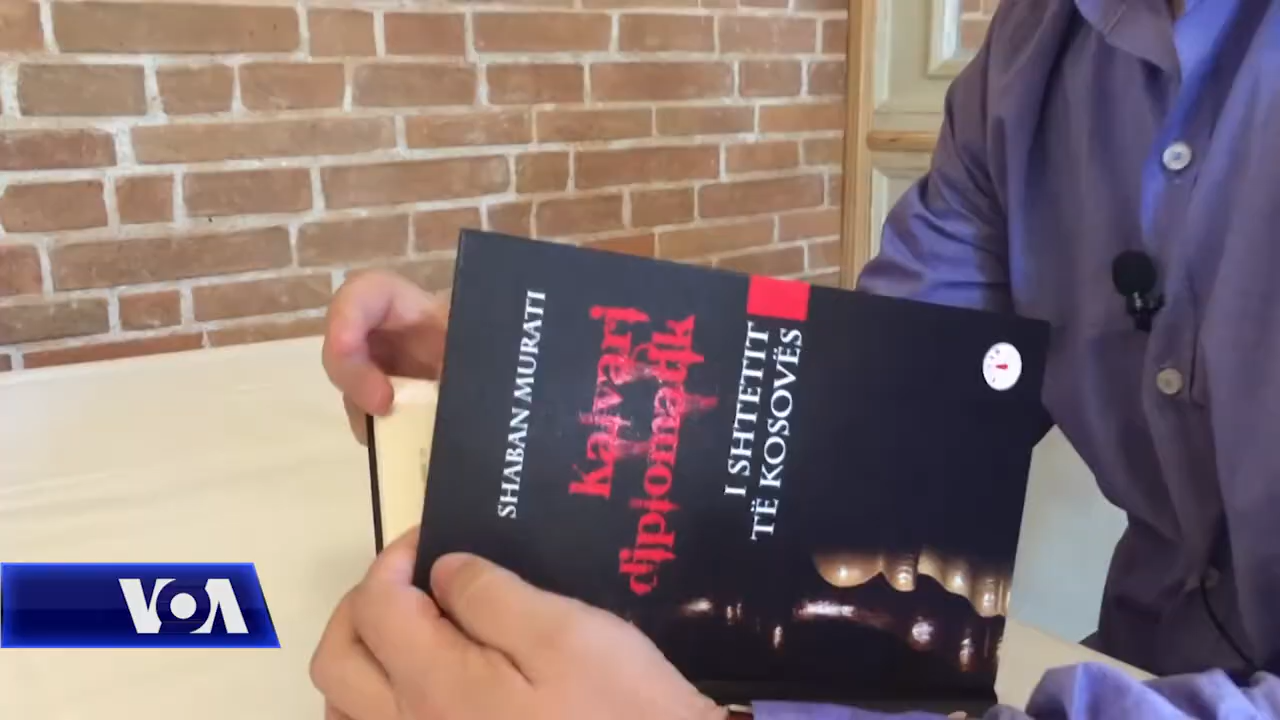 SHABAN MURATI
kalvari
diplomatik
I SHTETIT
TË KOSOVËS
VOA